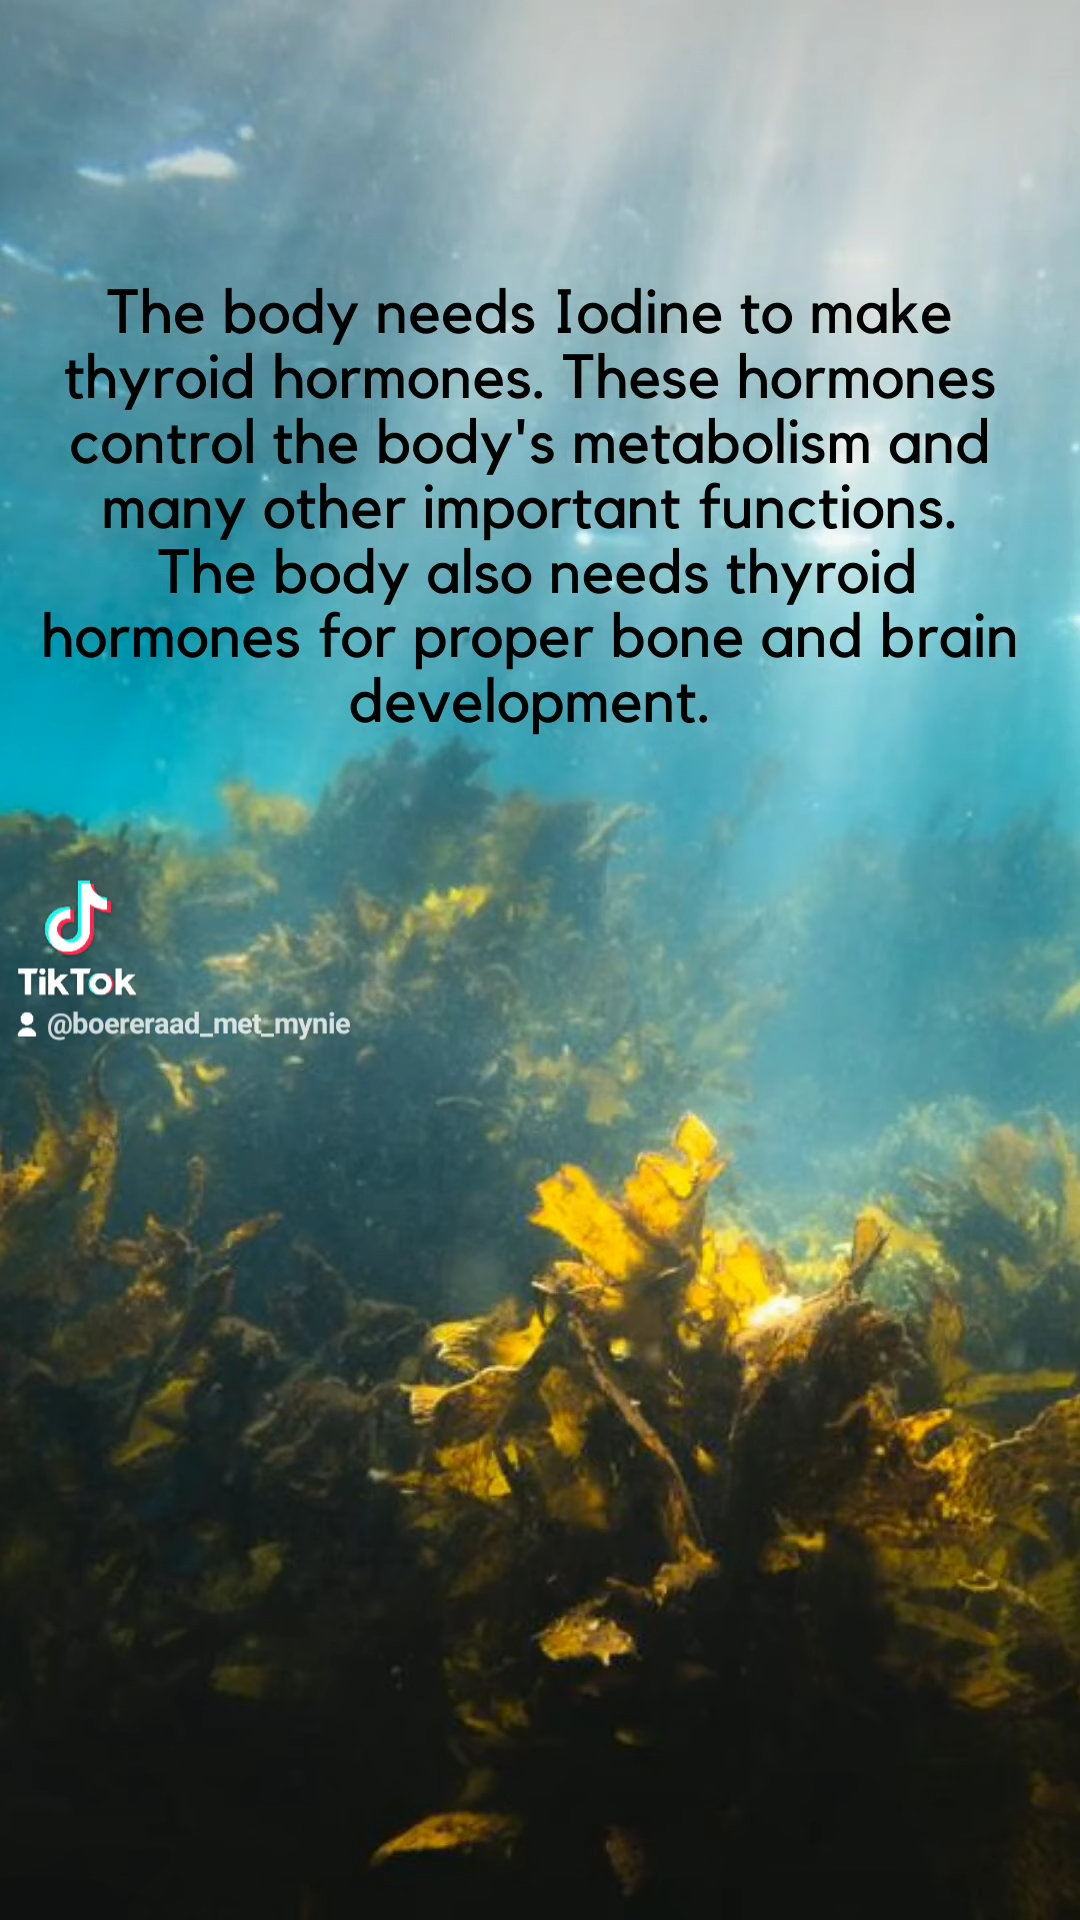 The body needs Iodine to make
thyroid hormones. These hormones
control the body's metabolism and
many other important functions.
The body also needs thyroid
hormones for proper bone and brain
development.
TikTok
@boereraad_met_mynie